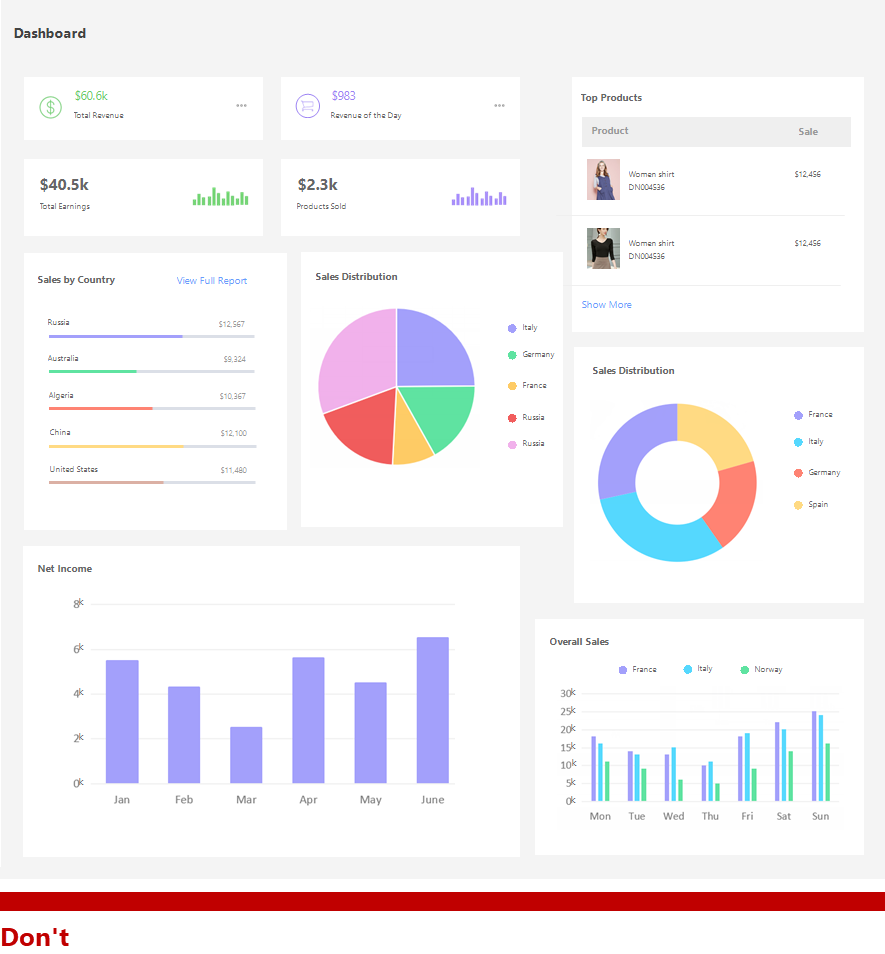 Dashboard
$60.6k
Total Revenue
$983
Revenue of the Day
$40.5k
Total Earnings
$2.3k
Products Sold
Top Products
Product Sale
Women shirt
DN004536
$12,456
Women shirt
DN004536
$12,456
Show More
Sales by Country View Full Report
Russia $12,567
Australia $9,324
Algeria $10,367
China $12,100
United States $11,480
Sales Distribution
Italy
Germany
France
Russia
Russia
Sales Distribution
France
Italy
Germany
Spain
Net Income
8k
6k
4k
2k
0k
Jan Feb Mar Apr May June
Overall Sales
France Italy Norway
30k
25k
20k
15k
10k
5k
0k
Mon Tue Wed Thu Fri Sat Sun
Don't